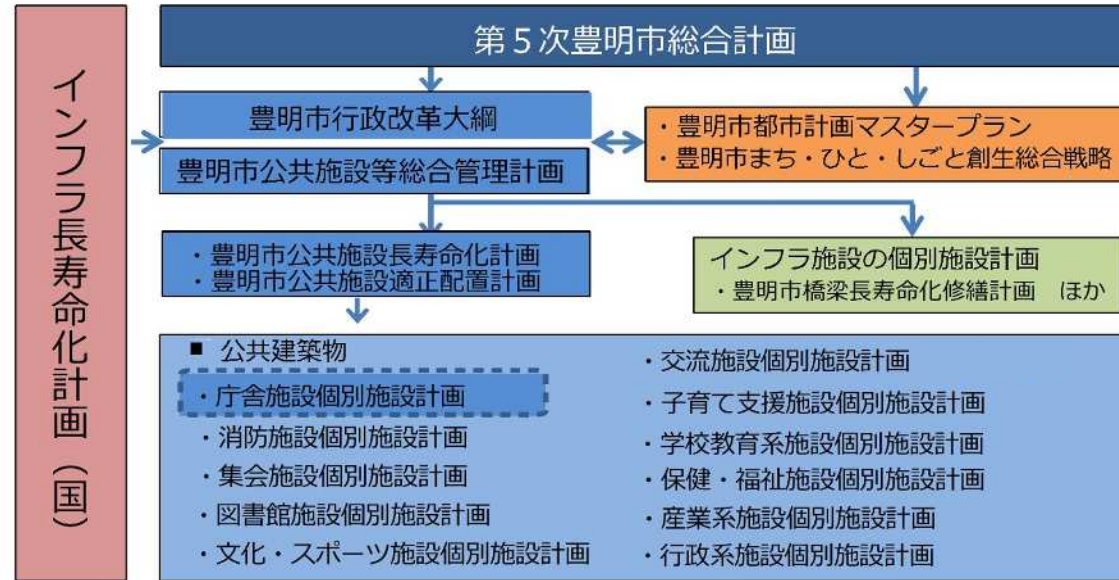 インフラ長寿命化計画（国）
第５次豊明市総合計画
豊明市行政改革大綱
豊明市公共施設等総合管理計画
・豊明市都市計画マスタープラン
・豊明市まち・ひと・しごと創生総合戦略
・豊明市公共施設長寿命化計画
・豊明市公共施設適正配置計画
インフラ施設の個別施設計画
・豊明市橋梁長寿命化修繕計画　ほか
■ 公共建築物
・庁舎施設個別施設計画
・消防施設個別施設計画
・集会施設個別施設計画
・図書館施設個別施設計画
・文化・スポーツ施設個別施設計画
・交流施設個別施設計画
・子育て支援施設個別施設計画
・学校教育系施設個別施設計画
・保健・福祉施設個別施設計画
・産業系施設個別施設計画
・行政系施設個別施設計画